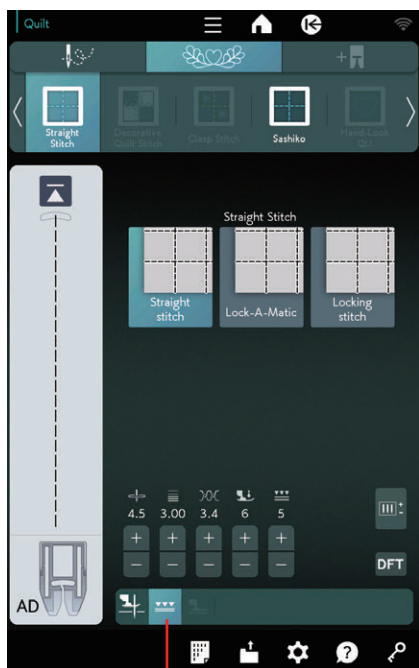 Quilt
Straight
Stitch
Decorative
Quilt Stitch
Clasp Stitch
Sashiko
Hand-Look
Qlt
Straight Stitch
Straight
stitch
Lock-A-Matic
Locking
stitch
4.5 3.00 3.4 6 5
+ + + + +
− − − − −
DFT
AD